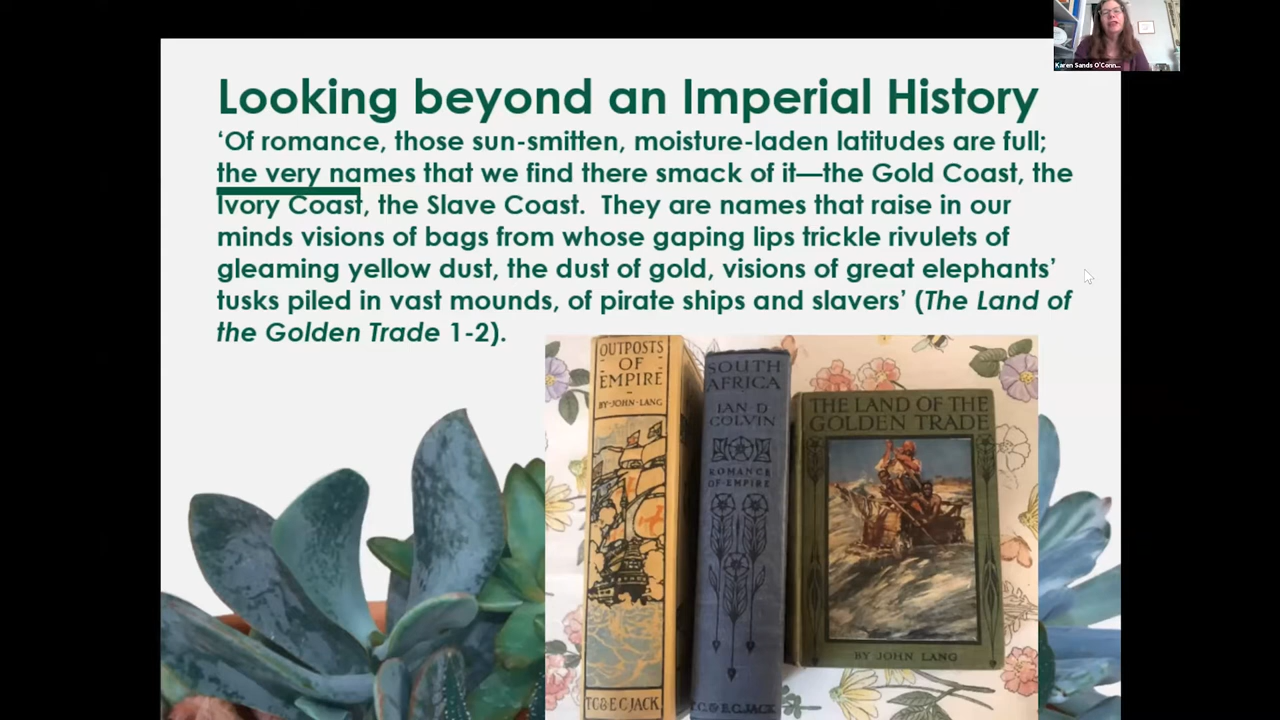 Karen Sands O'Conn...
Looking beyond an Imperial History
‘Of romance, those sun-smitten, moisture-laden latitudes are full;
the very names that we find there smack of it—the Gold Coast, the
Ivory Coast, the Slave Coast.  They are names that raise in our
minds visions of bags from whose gaping lips trickle rivulets of
gleaming yellow dust, the dust of gold, visions of great elephants’
tusks piled in vast mounds, of pirate ships and slavers’ (The Land of
the Golden Trade 1-2).
OUTPOSTS
OF
EMPIRE
BY·JOHN·LANG
T.C.& E.C.JACK
SOUTH
AFRICA
IAN D
COLVIN
ROMANCE
OF·EMPIRE
T.C.& E.C.JACK
THE LAND OF THE
GOLDEN TRADE
BY JOHN LANG